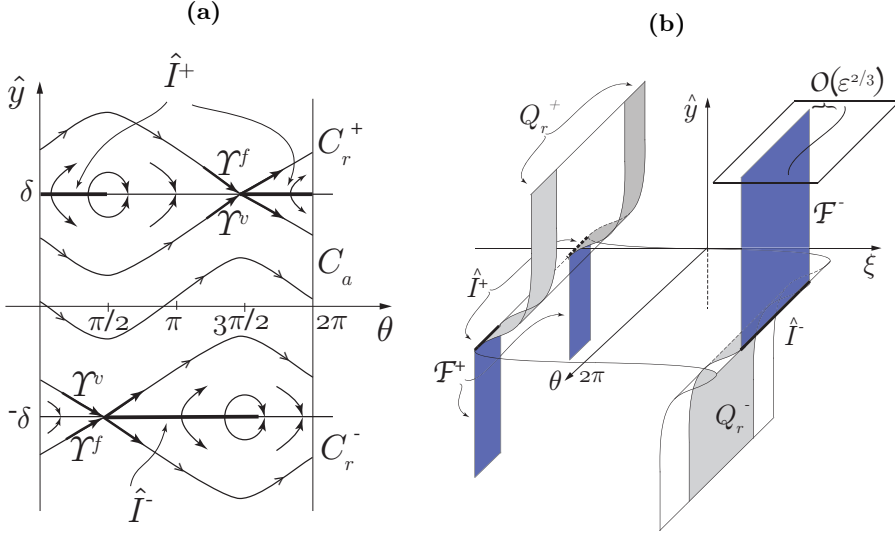 (a)
ŷ
Î+
C_r^+
ϒ^f
δ
ϒ^v
C_a
π/2
π
3π/2
2π
θ
ϒ^v
-δ
ϒ^f
C_r^-
Î-
(b)
ŷ
O(ε^2/3)
Q_r^+
F^-
ξ
Î+
Î-
F^+
θ
2π
Q_r^-